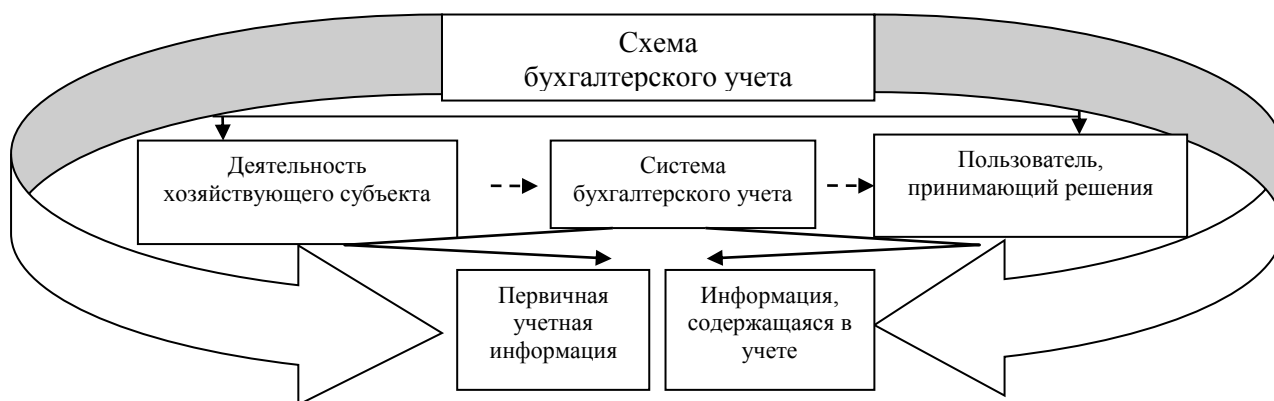 Схема
бухгалтерского учета
Деятельность
хозяйствующего субъекта
Система
бухгалтерского учета
Пользователь,
принимающий решения
Первичная
учетная
информация
Информация,
содержащаяся в
учете